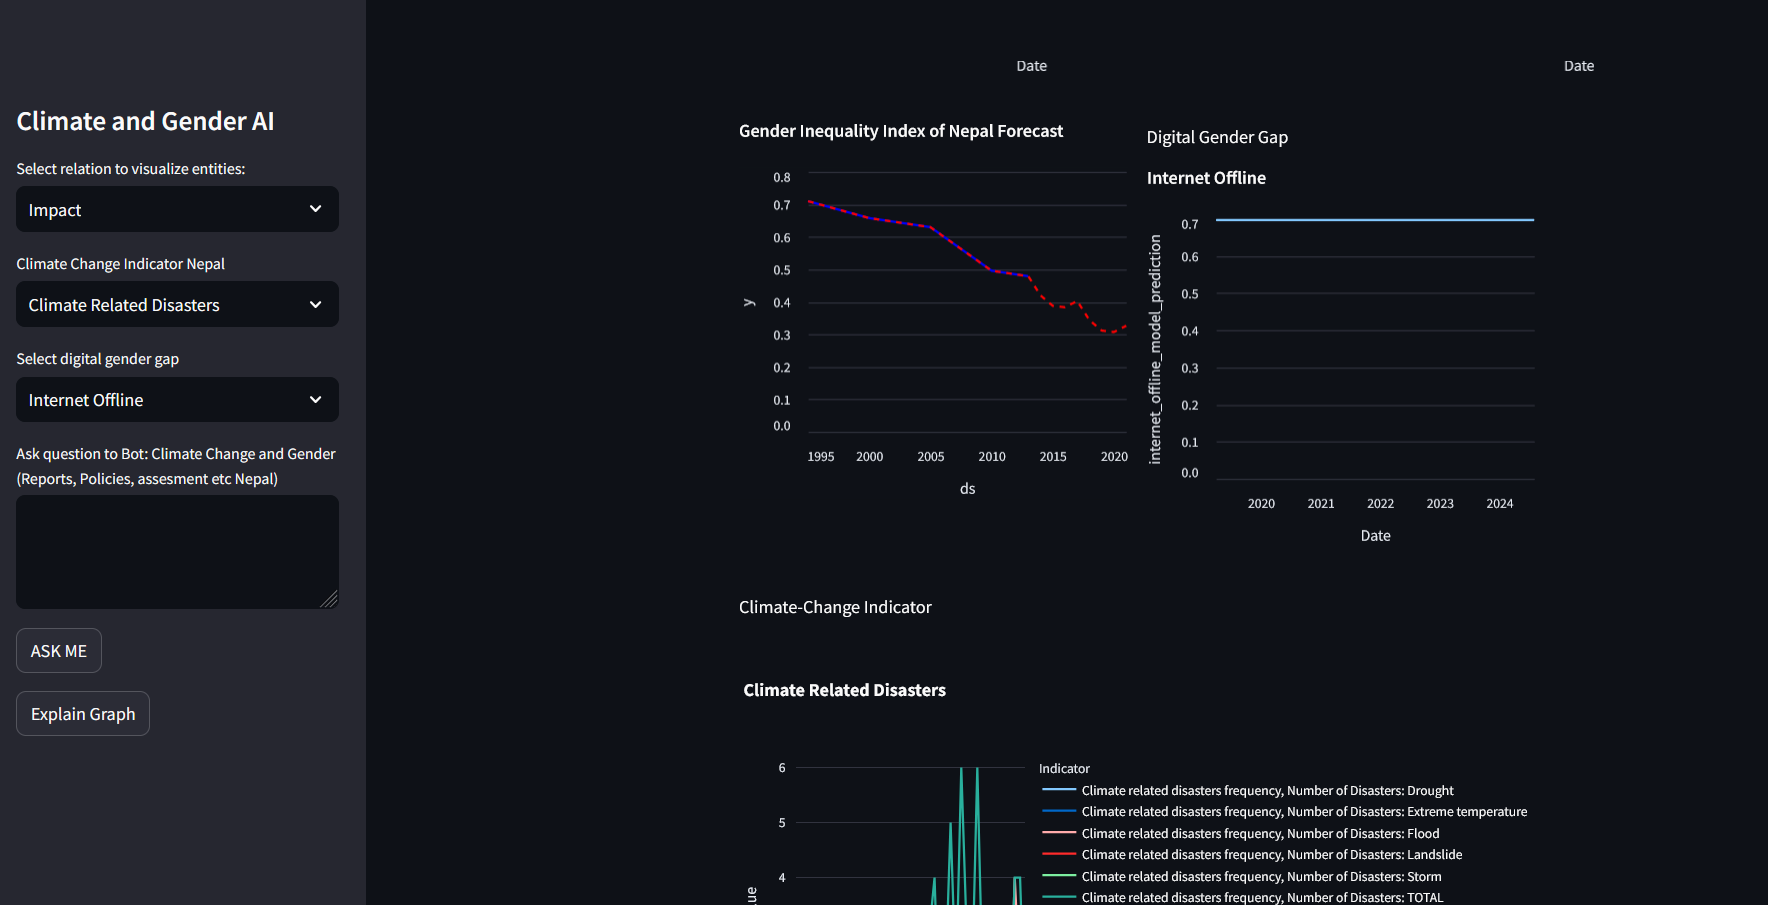 Climate and Gender AI
Select relation to visualize entities:
Impact
Climate Change Indicator Nepal
Climate Related Disasters
Select digital gender gap
Internet Offline
Ask question to Bot: Climate Change and Gender
(Reports, Policies, assesment etc Nepal)
ASK ME
Explain Graph
Date
Date
Gender Inequality Index of Nepal Forecast
0.8
0.7
0.6
0.5
0.4
0.3
0.2
0.1
0.0
y
1995 2000 2005 2010 2015 2020
ds
Digital Gender Gap
Internet Offline
0.7
0.6
0.5
0.4
0.3
0.2
0.1
0.0
internet_offline_model_prediction
2020 2021 2022 2023 2024
Date
Climate-Change Indicator
Climate Related Disasters
6
5
4
Indicator
Climate related disasters frequency, Number of Disasters: Drought
Climate related disasters frequency, Number of Disasters: Extreme temperature
Climate related disasters frequency, Number of Disasters: Flood
Climate related disasters frequency, Number of Disasters: Landslide
Climate related disasters frequency, Number of Disasters: Storm
Climate related disasters frequency, Number of Disasters: TOTAL